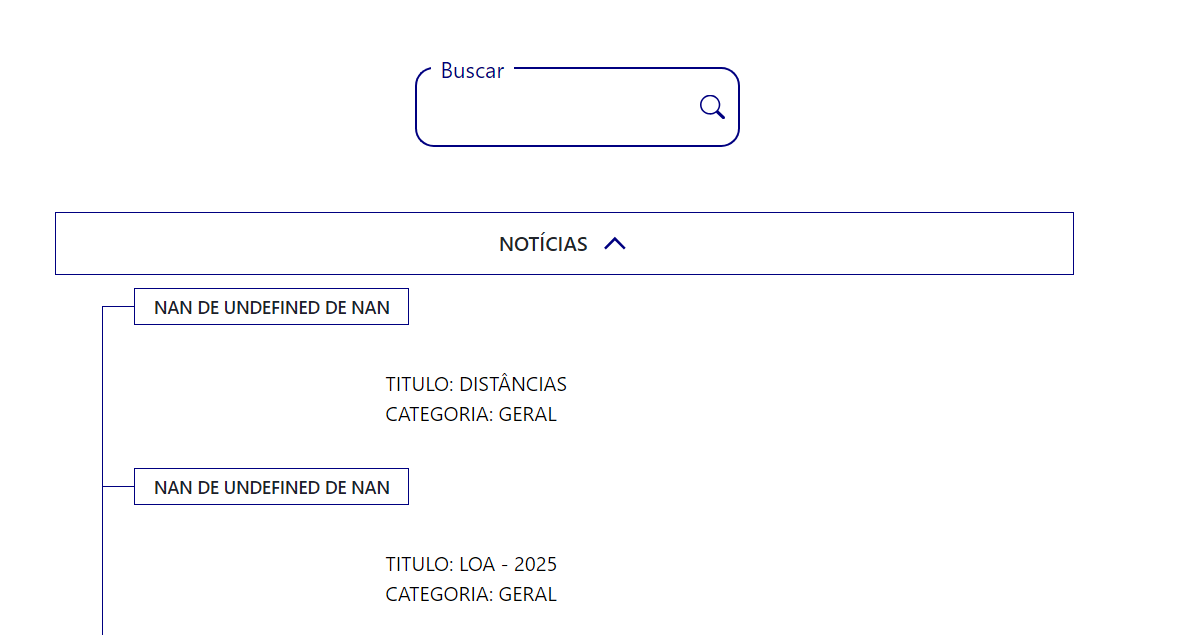 Buscar
NOTÍCIAS
NAN DE UNDEFINED DE NAN
TITULO: DISTÂNCIAS
CATEGORIA: GERAL
NAN DE UNDEFINED DE NAN
TITULO: LOA - 2025
CATEGORIA: GERAL